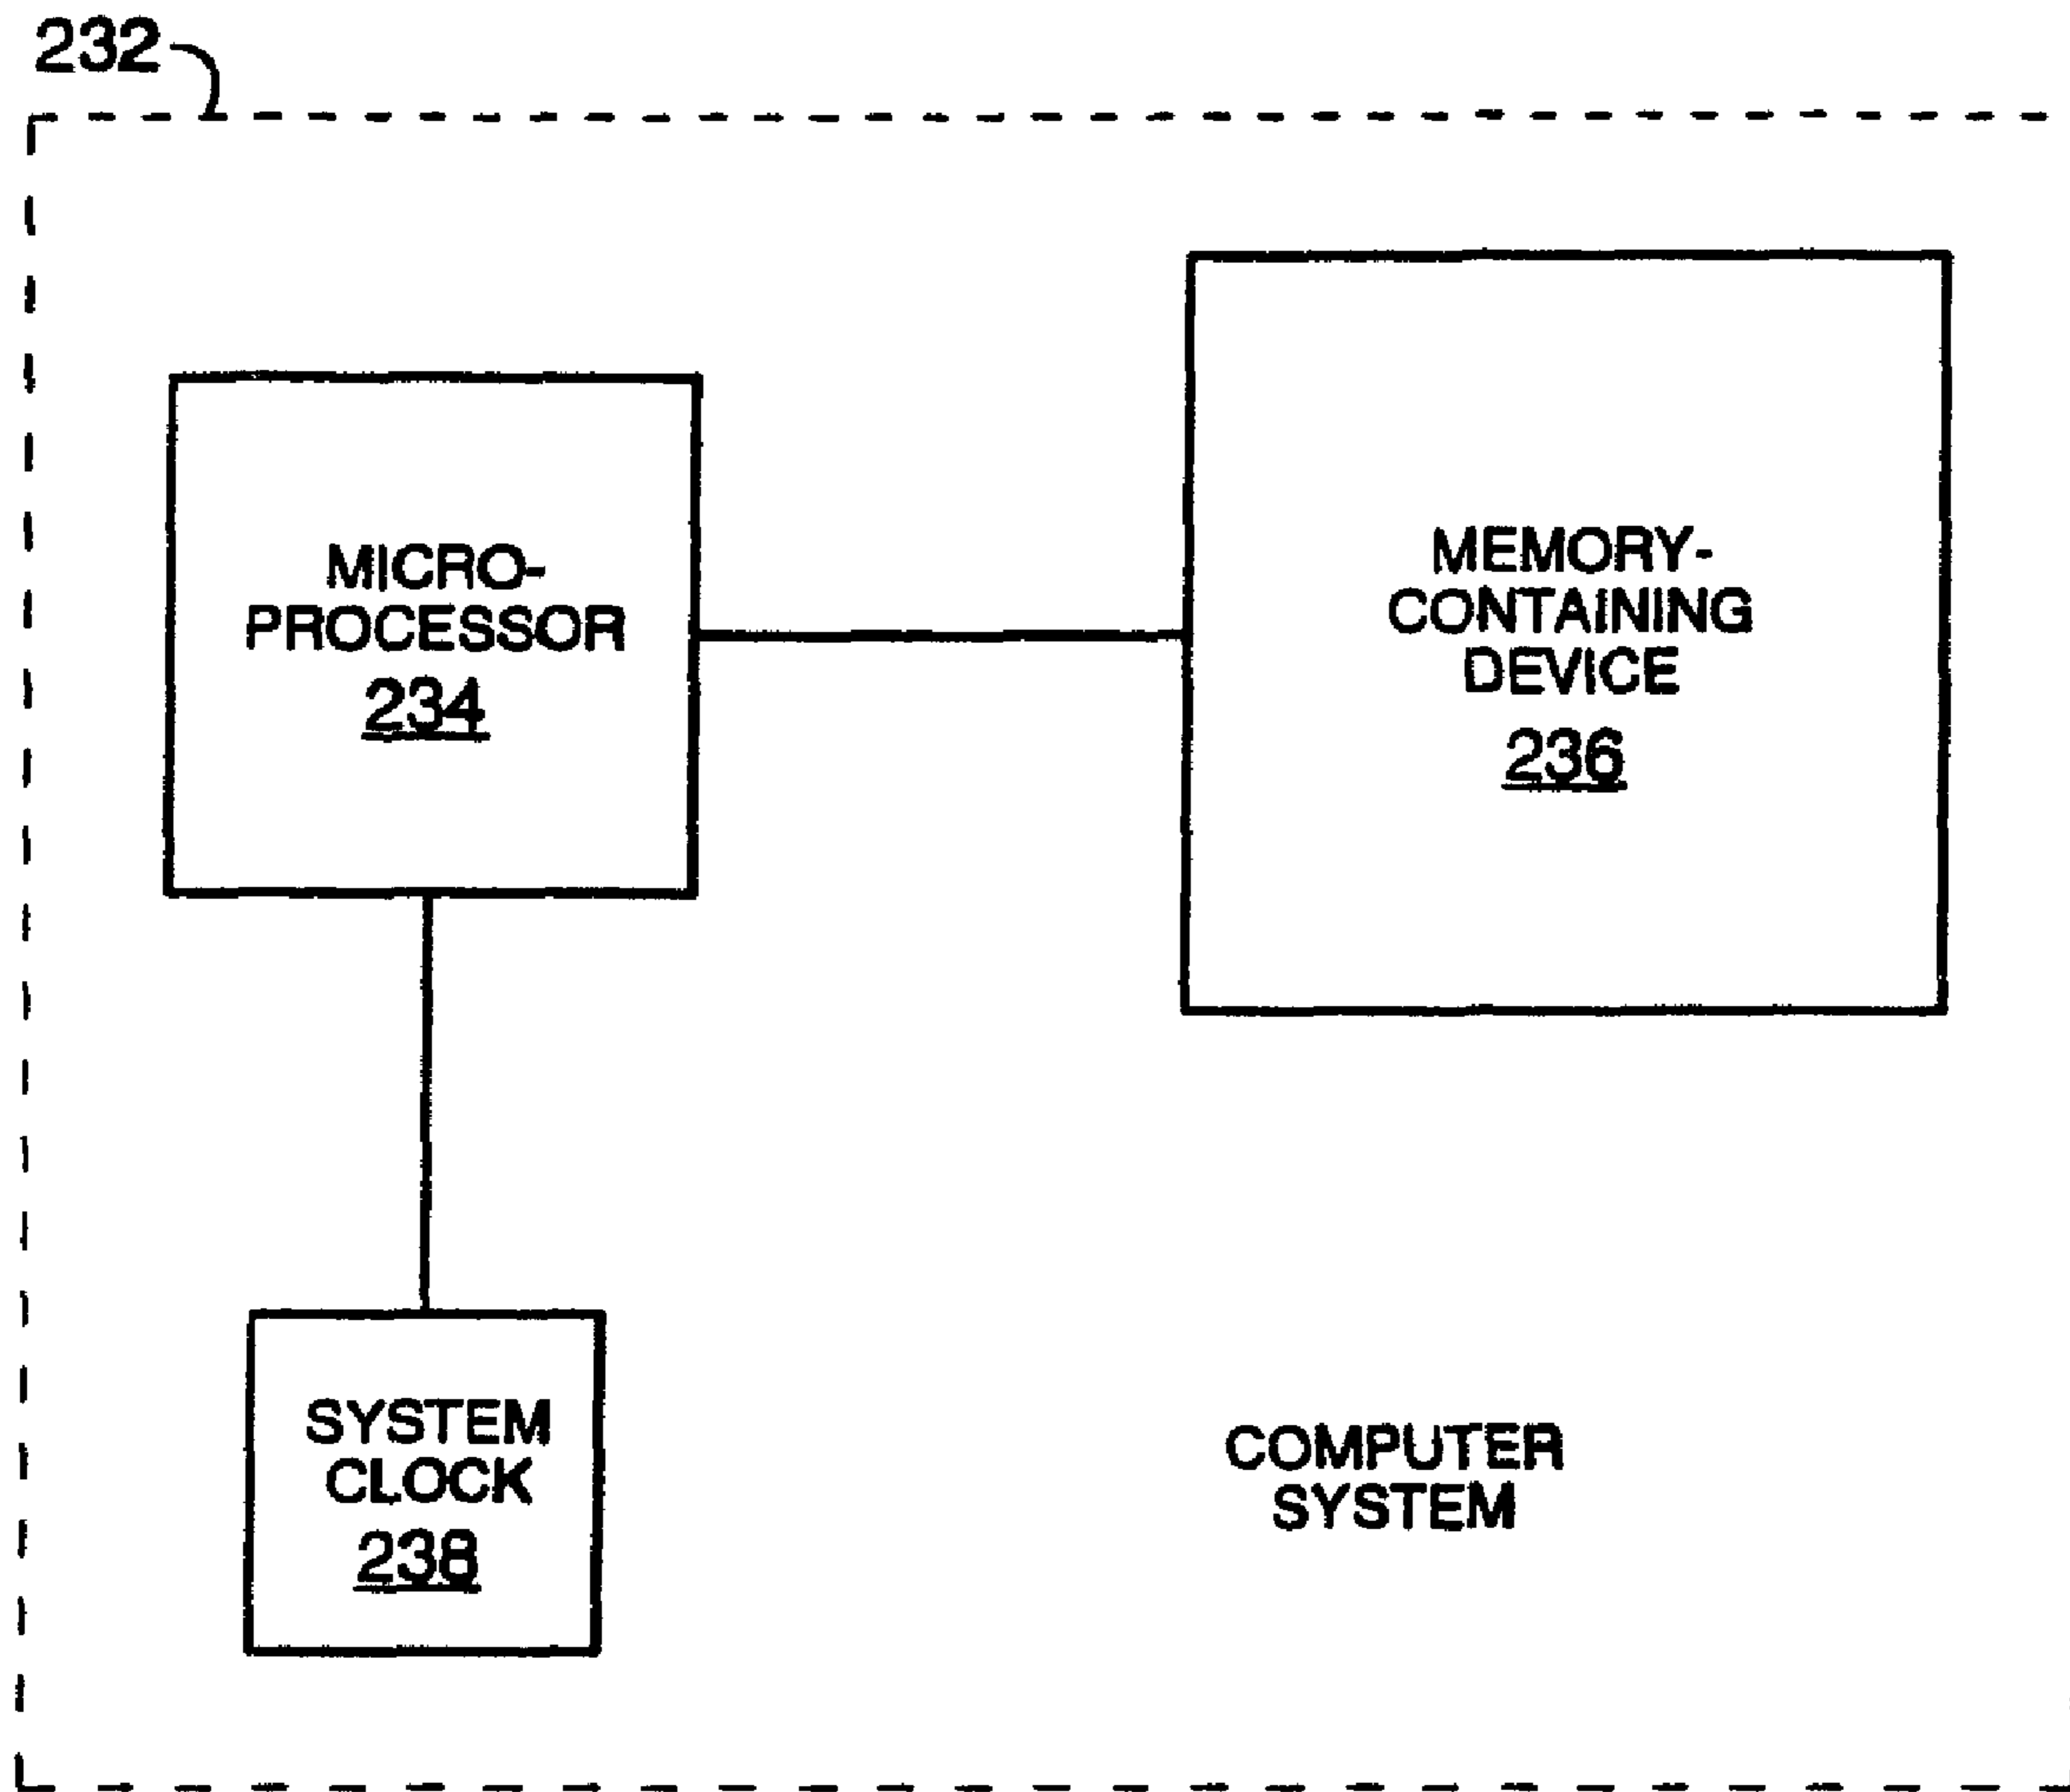 232
MICRO-
PROCESSOR
234
MEMORY-
CONTAINING
DEVICE
236
SYSTEM
CLOCK
238
COMPUTER
SYSTEM